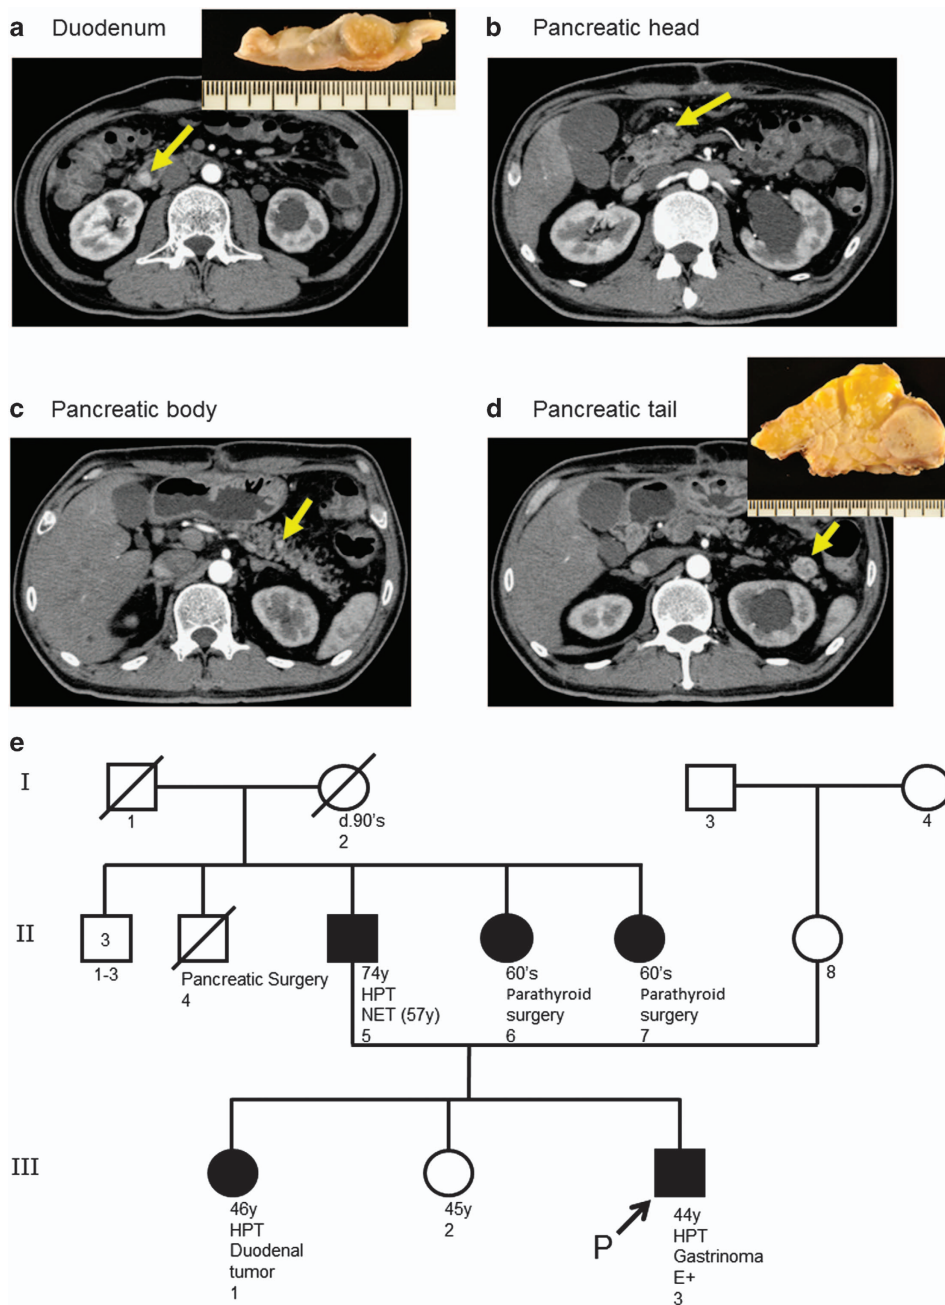 a Duodenum
b Pancreatic head
c Pancreatic body
d Pancreatic tail
e
I
1
d.90's
2
3
4
II
3
1-3
Pancreatic Surgery
4
74y
HPT
NET (57y)
5
60's
Parathyroid
surgery
6
60's
Parathyroid
surgery
7
8
III
46y
HPT
Duodenal
tumor
1
45y
2
P
44y
HPT
Gastrinoma
E+
3